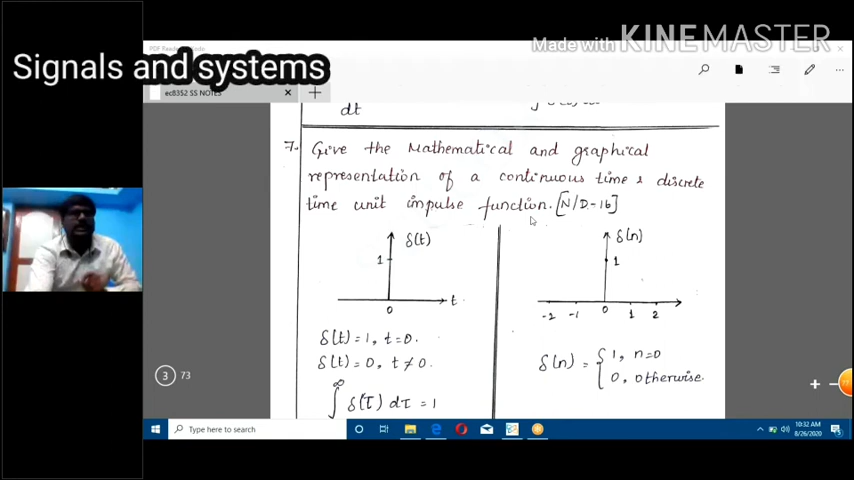 Made with KINEMASTER
Signals and systems
ec8352 SS NOTES
dt
7. Give the Mathematical and graphical
representation of a continuous time & discrete
time unit impulse function. [N/D-16]
δ(t)
1
0
t
δ(n)
1
-2 -1 0 1 2
δ(t) = 1, t=0.
δ(t) = 0, t ≠ 0.
∞
∫ δ(τ) dτ = 1
δ(n) = { 1, n=0
0, otherwise.
3 73
Type here to search
10:32 AM
8/26/2020